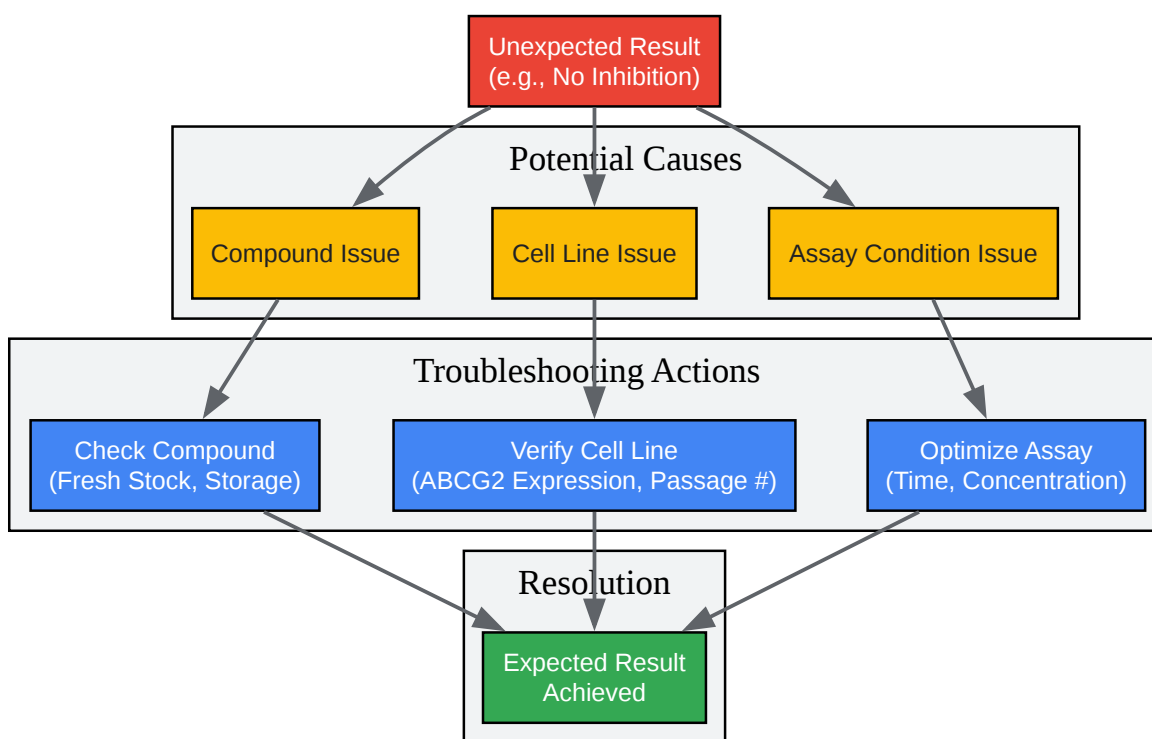 Unexpected Result
(e.g., No Inhibition)
Potential Causes
Compound Issue
Cell Line Issue
Assay Condition Issue
Troubleshooting Actions
Check Compound
(Fresh Stock, Storage)
Verify Cell Line
(ABCG2 Expression, Passage #)
Optimize Assay
(Time, Concentration)
Resolution
Expected Result
Achieved